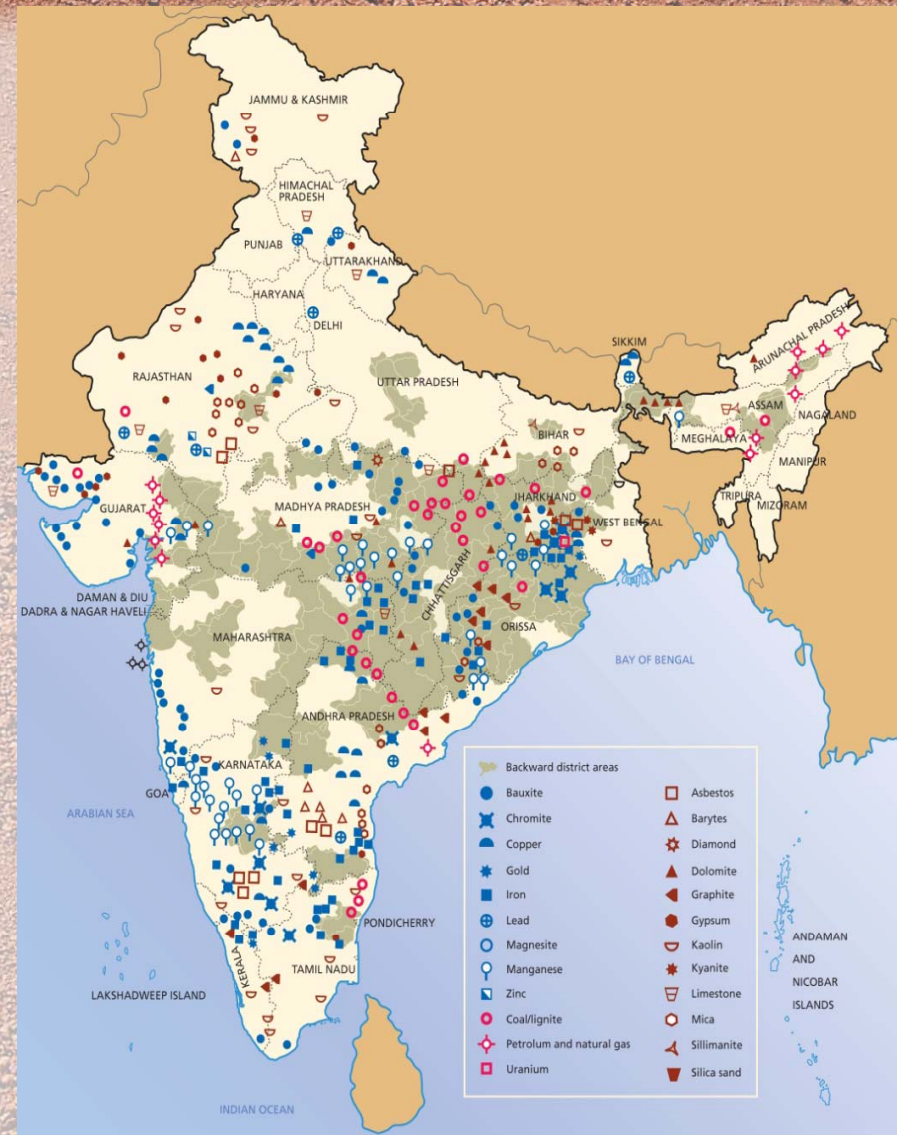 JAMMU & KASHMIR
HIMACHAL
PRADESH
PUNJAB
UTTARAKHAND
HARYANA
DELHI
ARUNACHAL PRADESH
SIKKIM
RAJASTHAN
UTTAR PRADESH
ASSAM
NAGALAND
BIHAR
MEGHALAYA
MANIPUR
GUJARAT
MADHYA PRADESH
JHARKHAND
TRIPURA
MIZORAM
WEST BENGAL
CHHATTISGARH
DAMAN & DIU
DADRA & NAGAR HAVELI
MAHARASHTRA
ORISSA
BAY OF BENGAL
ANDHRA PRADESH
KARNATAKA
GOA
ARABIAN SEA
PONDICHERRY
KERALA
TAMIL NADU
LAKSHADWEEP ISLAND
INDIAN OCEAN
Backward district areas
Bauxite
Chromite
Copper
Gold
Iron
Lead
Magnesite
Manganese
Zinc
Coal/lignite
Petrolum and natural gas
Uranium
Asbestos
Barytes
Diamond
Dolomite
Graphite
Gypsum
Kaolin
Kyanite
Limestone
Mica
Sillimanite
Silica sand
ANDAMAN
AND
NICOBAR
ISLANDS